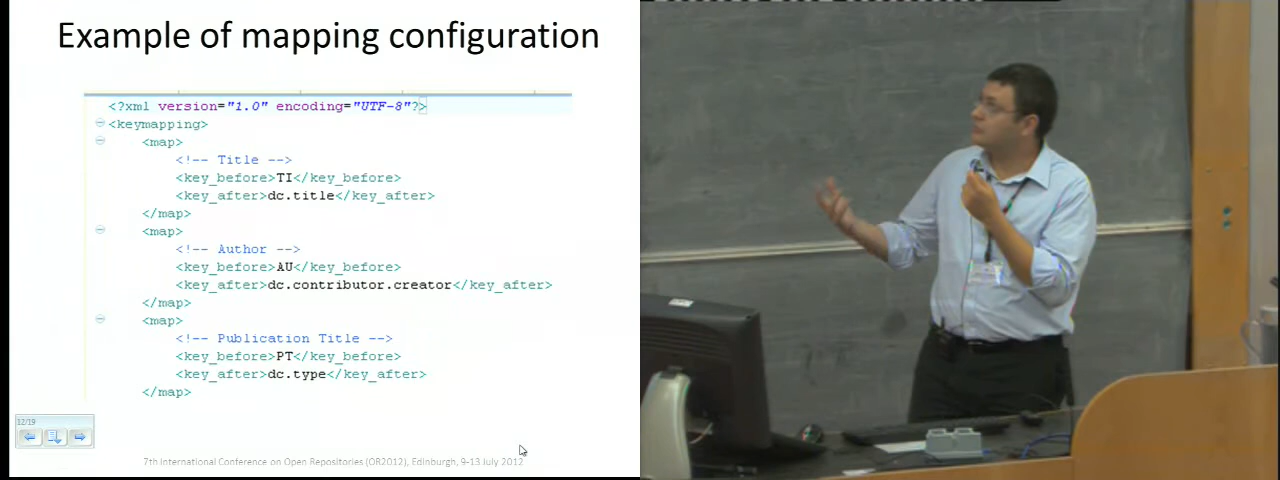 Example of mapping configuration
<?xml version="1.0" encoding="UTF-8"?>
<keymapping>
<map>
<!-- Title -->
<key_before>TI</key_before>
<key_after>dc.title</key_after>
</map>
<map>
<!-- Author -->
<key_before>AU</key_before>
<key_after>dc.contributor.creator</key_after>
</map>
<map>
<!-- Publication Title -->
<key_before>PT</key_before>
<key_after>dc.type</key_after>
</map>
12/19
7th International Conference on Open Repositories (OR2012), Edinburgh, 9-13 July 2012